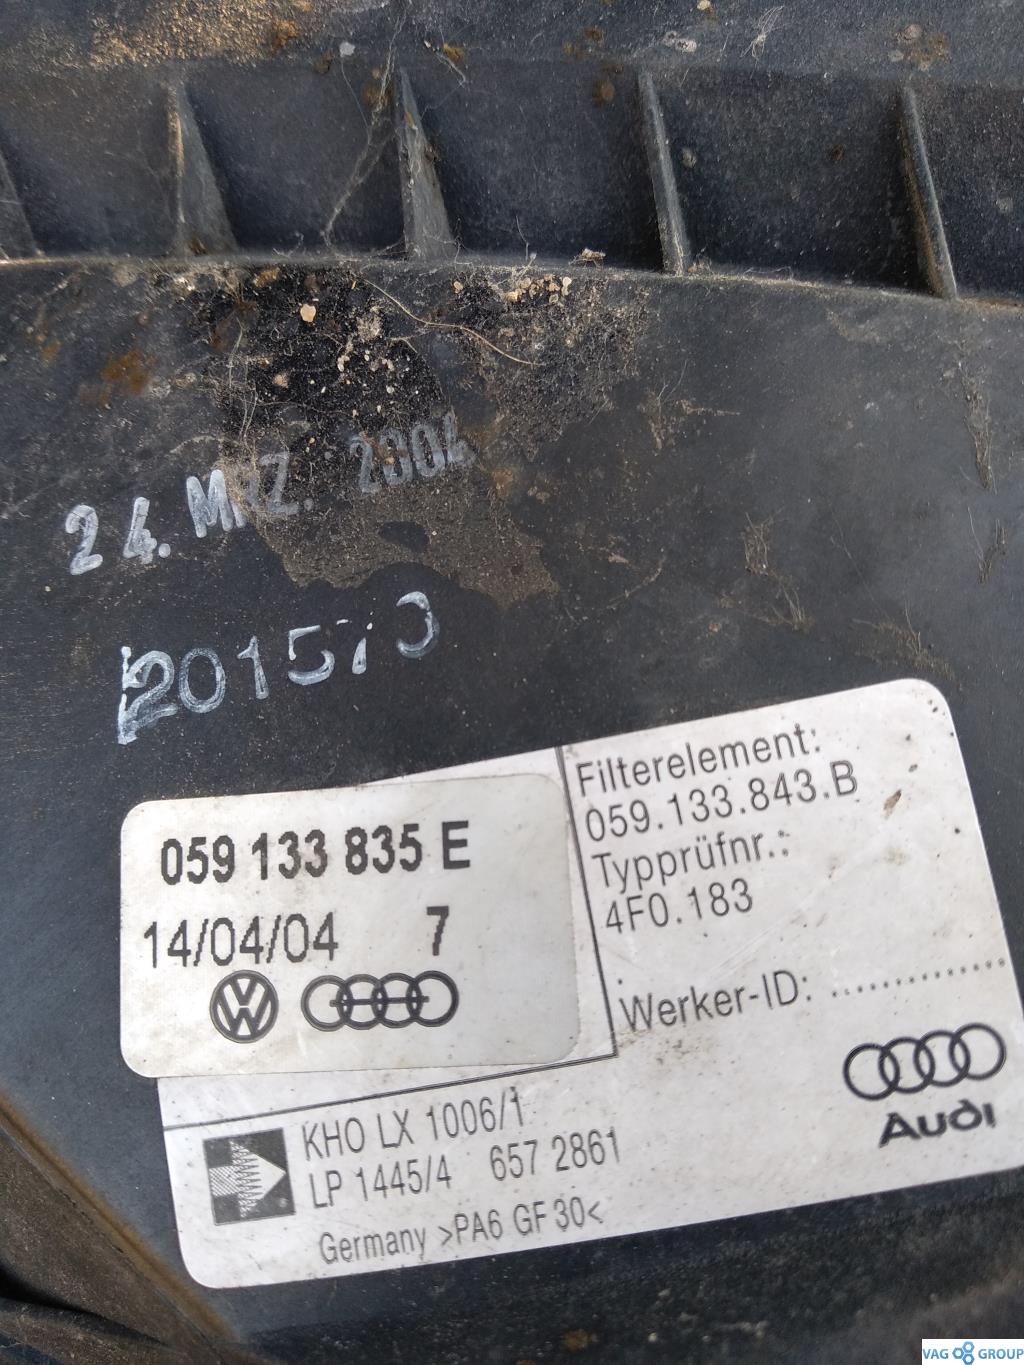 24. MRZ. 2004
059 133 835 E
14/04/04 7
Filterelement:
059.133.843.B
Typprüfnr.:
4F0.183
Werker-ID: ....................
Audi
KHO LX 1006/1
LP 1445/4 657 2861
Germany >PA6 GF 30<
VAG GROUP